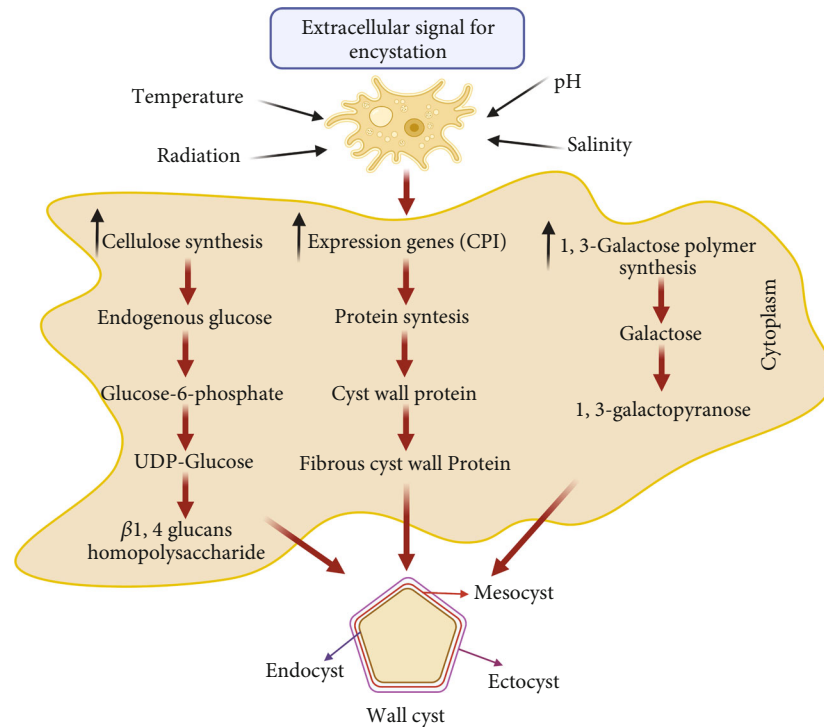 Extracellular signal for
encystation
Temperature
pH
Radiation
Salinity
Cellulose synthesis
Endogenous glucose
Glucose-6-phosphate
UDP-Glucose
β1, 4 glucans
homopolysaccharide
Expression genes (CPI)
Protein syntesis
Cyst wall protein
Fibrous cyst wall Protein
1, 3-Galactose polymer
synthesis
Galactose
1, 3-galactopyranose
Cytoplasm
Mesocyst
Endocyst
Ectocyst
Wall cyst